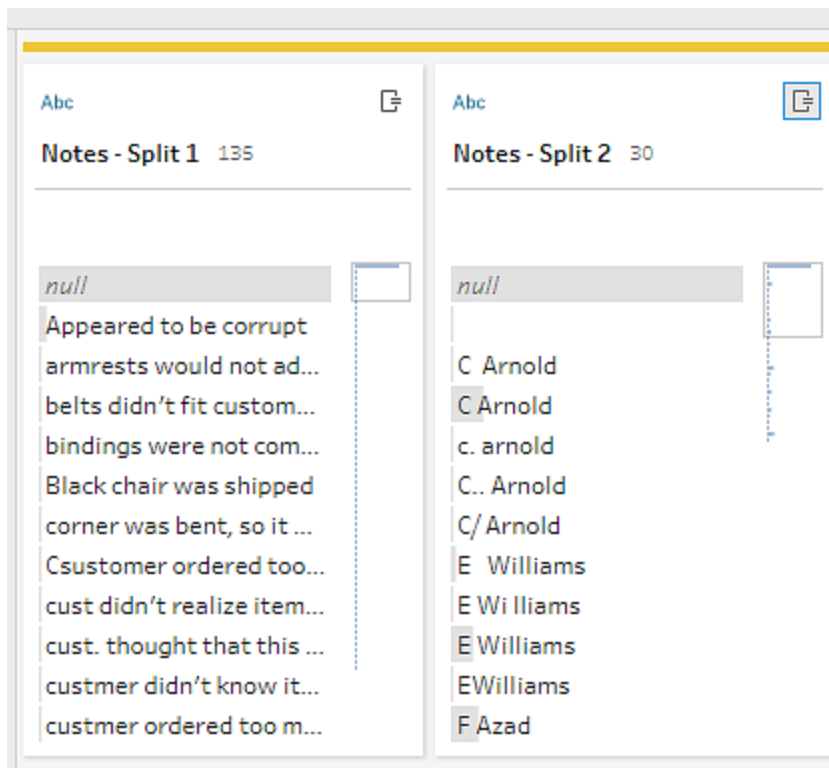 Abc
Notes - Split 1 135
null
Appeared to be corrupt
armrests would not ad...
belts didn't fit custom...
bindings were not com...
Black chair was shipped
corner was bent, so it ...
Csustomer ordered too...
cust didn't realize item...
cust. thought that this ...
custmer didn't know it...
custmer ordered too m...
Abc
Notes - Split 2 30
null
C  Arnold
C Arnold
c. arnold
C.. Arnold
C/ Arnold
E   Williams
E Wi lliams
E Williams
EWilliams
F Azad